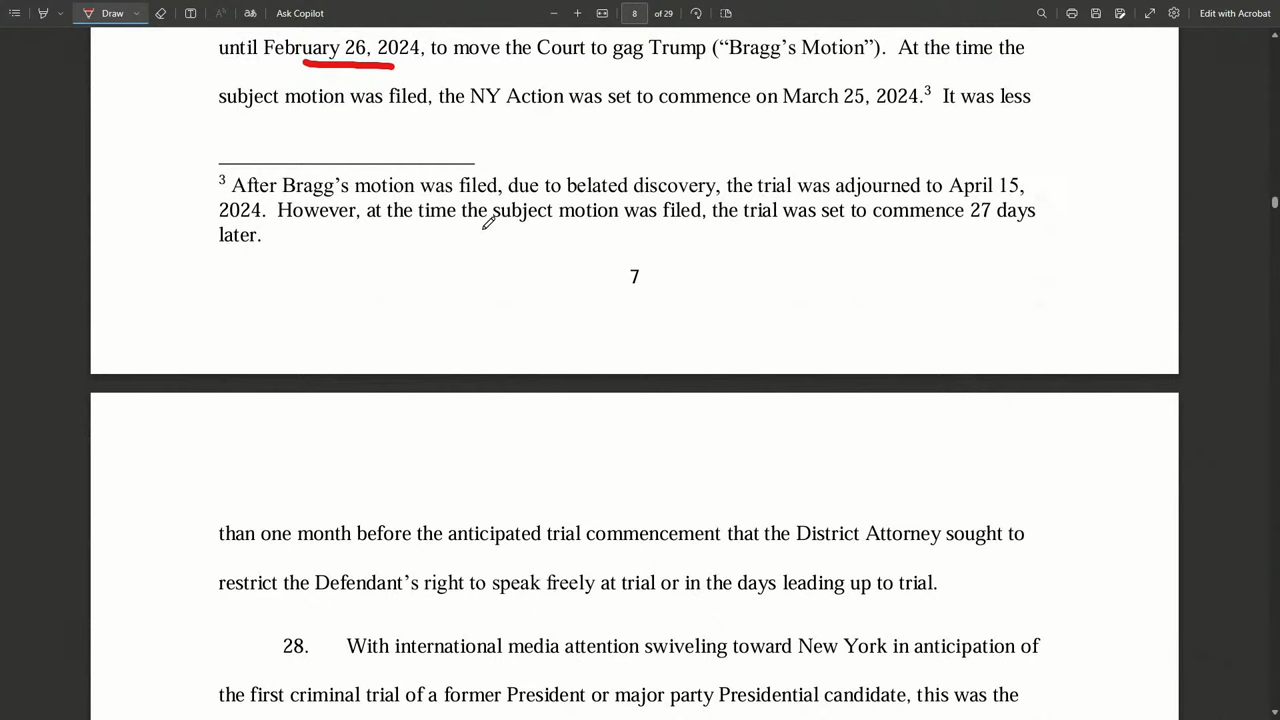 Draw
Ask Copilot
8 of 29
Edit with Acrobat
until February 26, 2024, to move the Court to gag Trump (“Bragg’s Motion”). At the time the
subject motion was filed, the NY Action was set to commence on March 25, 2024.³ It was less
³ After Bragg’s motion was filed, due to belated discovery, the trial was adjourned to April 15,
2024. However, at the time the subject motion was filed, the trial was set to commence 27 days
later.
7
than one month before the anticipated trial commencement that the District Attorney sought to
restrict the Defendant’s right to speak freely at trial or in the days leading up to trial.
28. With international media attention swiveling toward New York in anticipation of
the first criminal trial of a former President or major party Presidential candidate, this was the